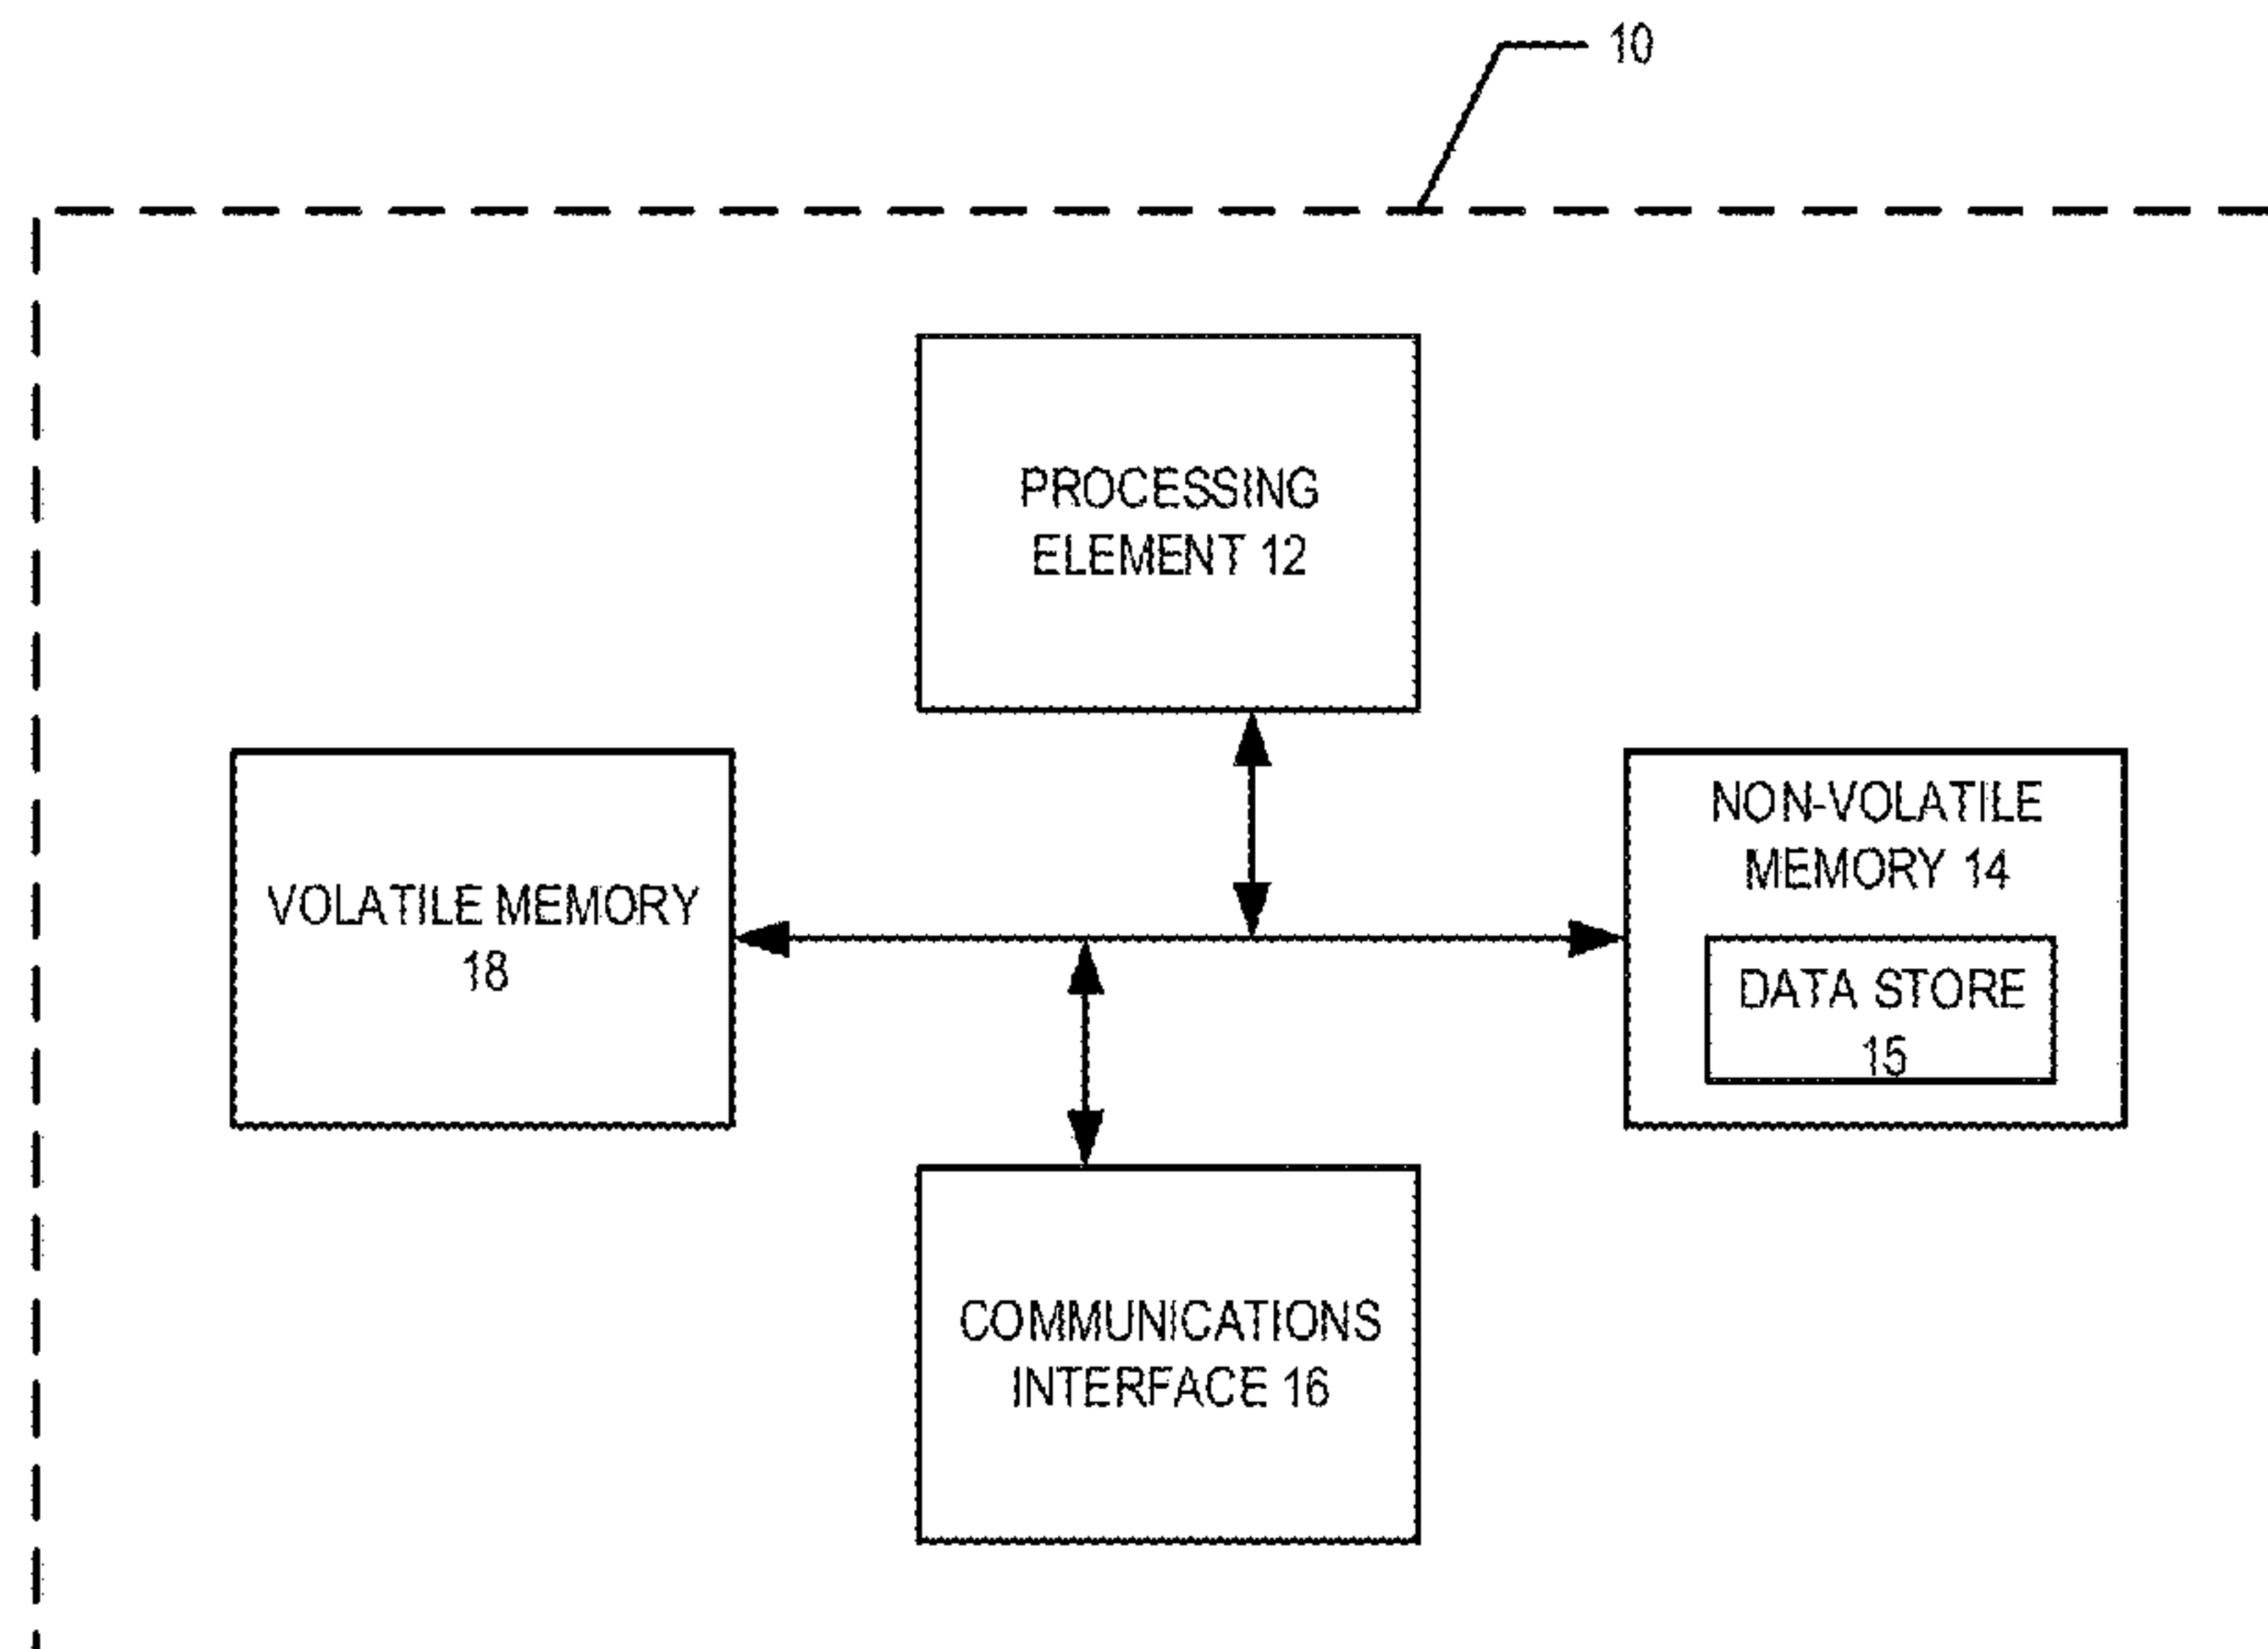 10
PROCESSING
ELEMENT 12
VOLATILE MEMORY
18
NON-VOLATILE
MEMORY 14
DATA STORE
15
COMMUNICATIONS
INTERFACE 16